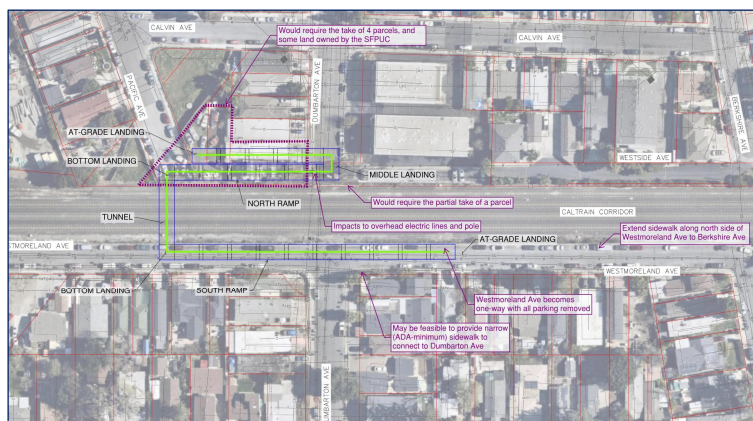 CALVIN AVE
Would require the take of 4 parcels, and
some land owned by the SFPUC
CALVIN AVE
PACIFIC AVE
DUMBARTON AVE
BERKSHIRE AVE
AT-GRADE LANDING
BOTTOM LANDING
MIDDLE LANDING
WESTSIDE AVE
Would require the partial take of a parcel
NORTH RAMP
CALTRAIN CORRIDOR
TUNNEL
Impacts to overhead electric lines and pole
Extend sidewalk along north side of
Westmoreland Ave to Berkshire Ave
STMORELAND AVE
AT-GRADE LANDING
WESTMORELAND AVE
BOTTOM LANDING
SOUTH RAMP
Westmoreland Ave becomes
one-way with all parking removed
May be feasible to provide narrow
(ADA-minimum) sidewalk to
connect to Dumbarton Ave
UMBARTON AVE